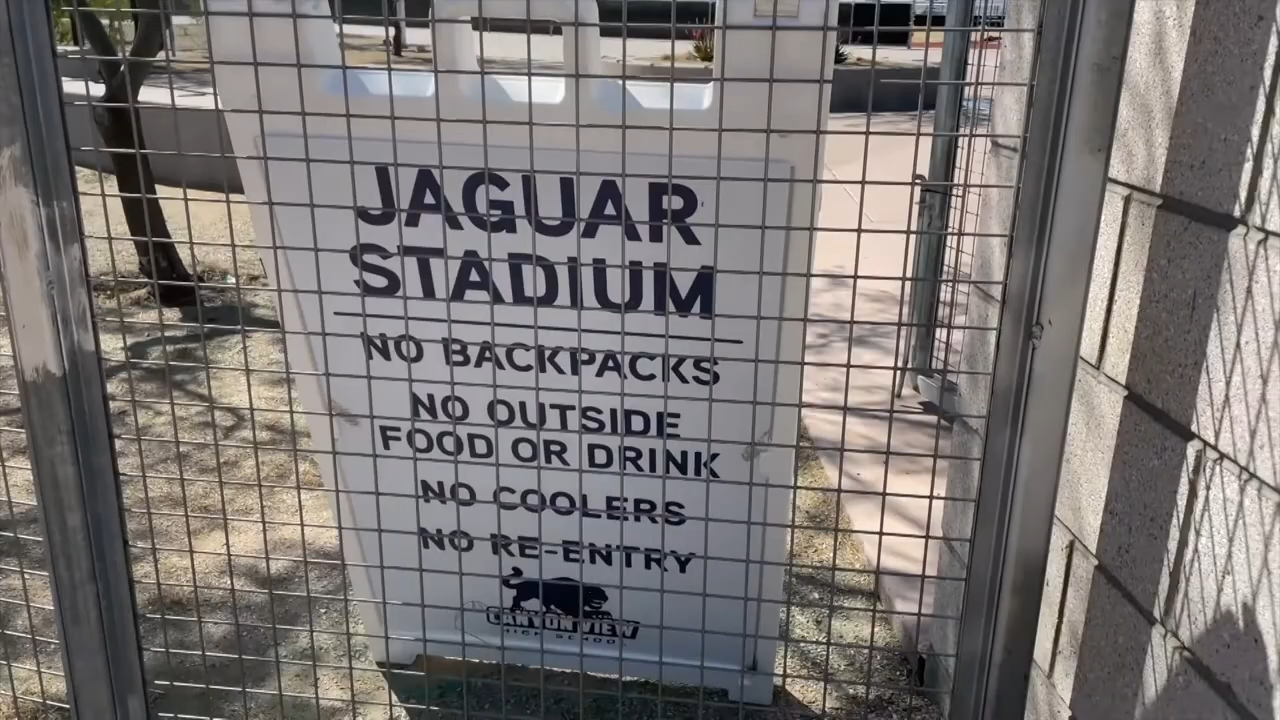 JAGUAR
STADIUM
NO BACKPACKS
NO OUTSIDE
FOOD OR DRINK
NO COOLERS
NO RE-ENTRY
CANYON VIEW
HIGH SCHOOL